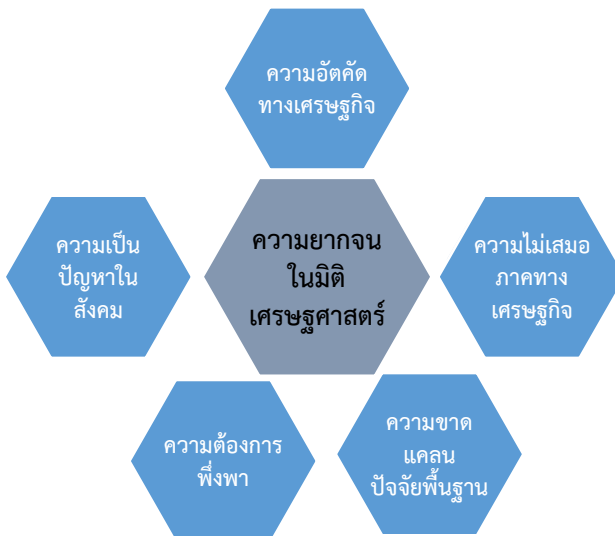 ความอัตคัด
ทางเศรษฐกิจ
ความเป็น
ปัญหาใน
สังคม
ความยากจน
ในมิติ
เศรษฐศาสตร์
ความไม่เสมอ
ภาคทาง
เศรษฐกิจ
ความต้องการ
พึ่งพา
ความขาด
แคลน
ปัจจัยพื้นฐาน